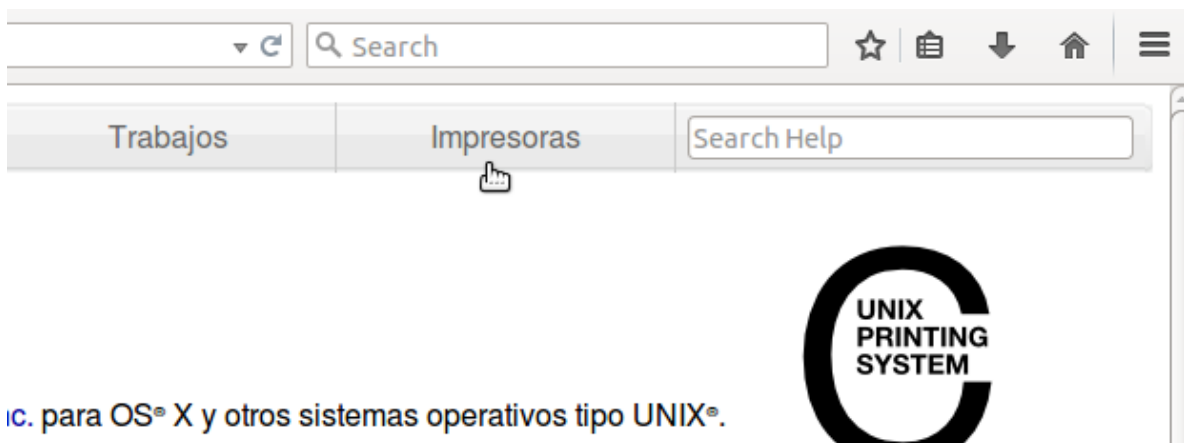 Search
Trabajos Impresoras Search Help
UNIX
PRINTING
SYSTEM
c. para OS® X y otros sistemas operativos tipo UNIX®.